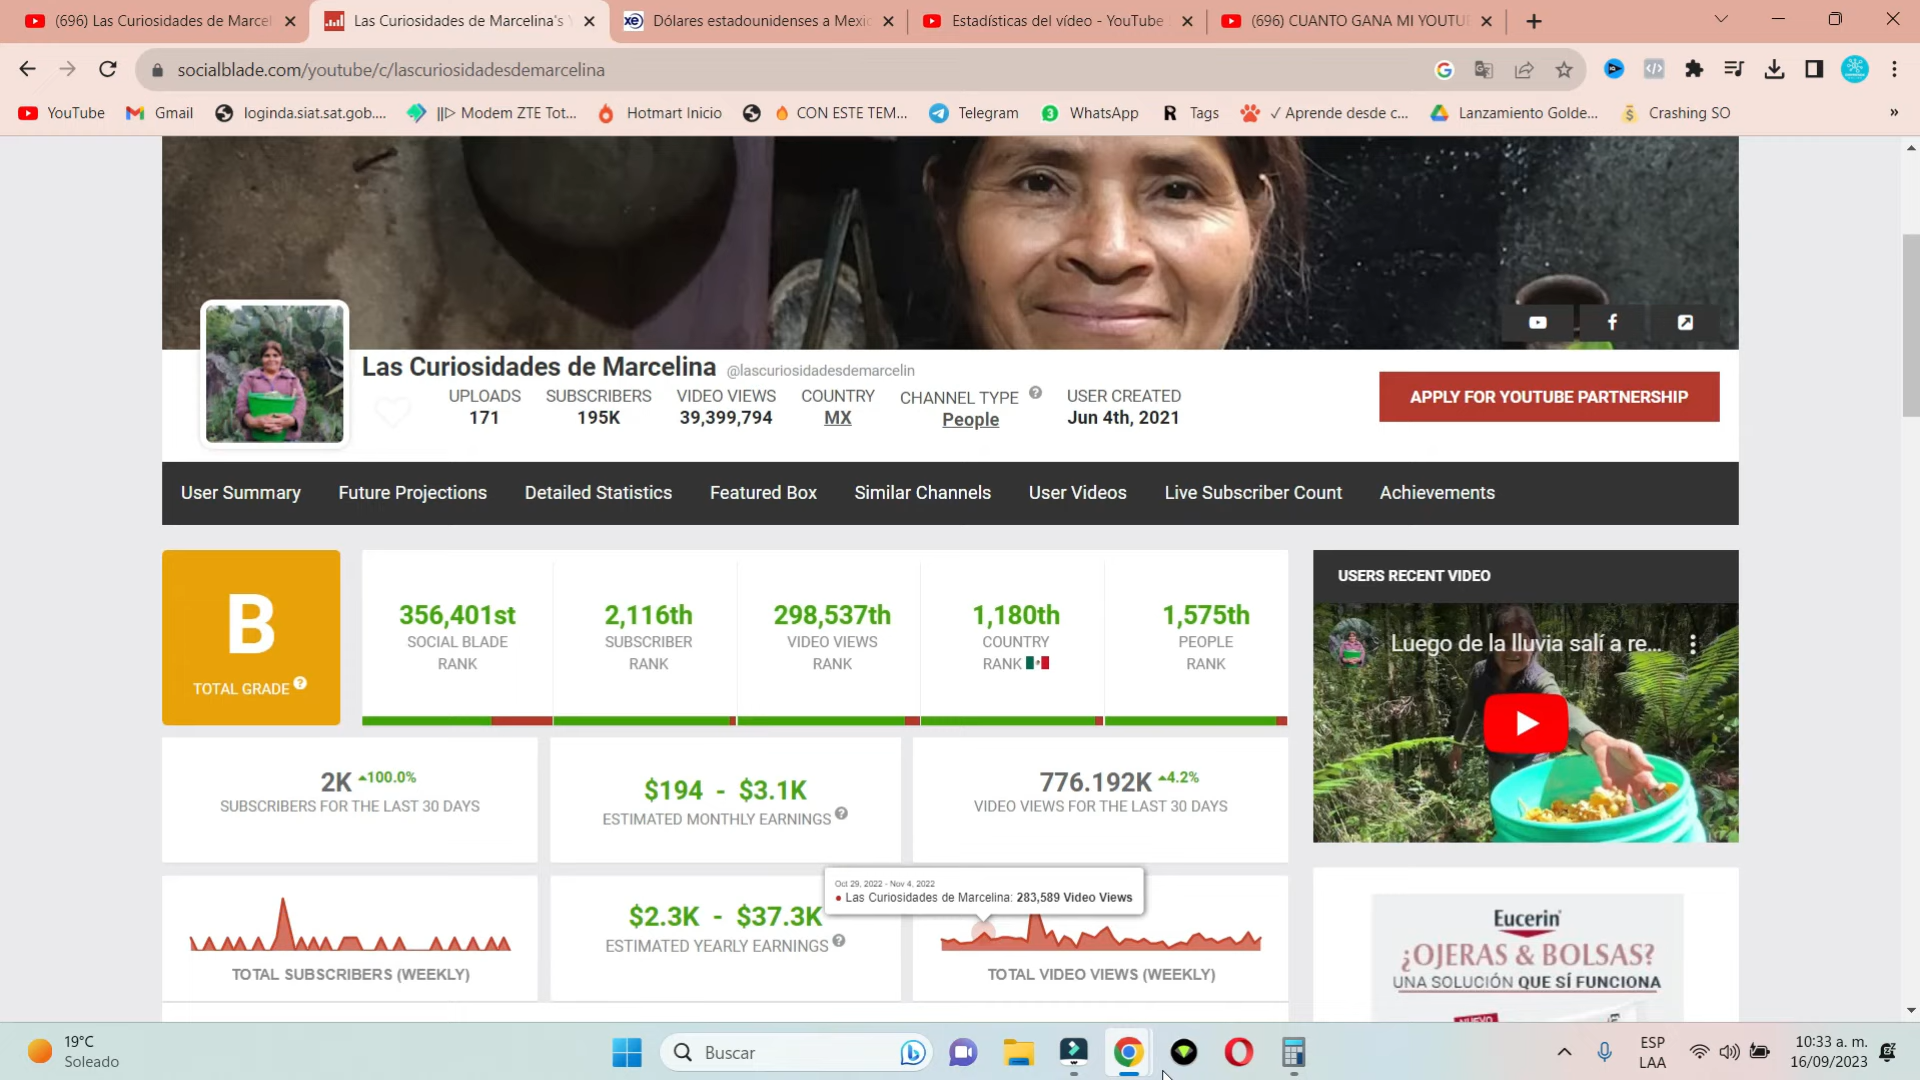 (696) Las Curiosidades de Marcel
Las Curiosidades de Marcelina's Y
Dólares estadounidenses a Mexic
Estadísticas del vídeo - YouTube
(696) CUANTO GANA MI YOUTU
socialblade.com/youtube/c/lascuriosidadesdemarcelina
YouTube
Gmail
loginda.siat.sat.gob....
||▷ Modem ZTE Tot...
Hotmart Inicio
CON ESTE TEM...
Telegram
WhatsApp
Tags
✓ Aprende desde c...
Lanzamiento Golde...
Crashing SO
»
Las Curiosidades de Marcelina @lascuriosidadesdemarcelin
UPLOADS
171
SUBSCRIBERS
195K
VIDEO VIEWS
39,399,794
COUNTRY
MX
CHANNEL TYPE
People
USER CREATED
Jun 4th, 2021
APPLY FOR YOUTUBE PARTNERSHIP
User Summary
Future Projections
Detailed Statistics
Featured Box
Similar Channels
User Videos
Live Subscriber Count
Achievements
B
TOTAL GRADE
356,401st
SOCIAL BLADE
RANK
2,116th
SUBSCRIBER
RANK
298,537th
VIDEO VIEWS
RANK
1,180th
COUNTRY
RANK
1,575th
PEOPLE
RANK
USERS RECENT VIDEO
Luego de la lluvia salí a re...
2K 100.0%
SUBSCRIBERS FOR THE LAST 30 DAYS
$194 - $3.1K
ESTIMATED MONTHLY EARNINGS
776.192K 4.2%
VIDEO VIEWS FOR THE LAST 30 DAYS
Oct 29, 2022 - Nov 4, 2022
Las Curiosidades de Marcelina: 283,589 Video Views
TOTAL SUBSCRIBERS (WEEKLY)
$2.3K - $37.3K
ESTIMATED YEARLY EARNINGS
TOTAL VIDEO VIEWS (WEEKLY)
Eucerin
¿OJERAS & BOLSAS?
UNA SOLUCIÓN QUE SÍ FUNCIONA
NUEVO
19°C
Soleado
Buscar
ESP
LAA
10:33 a. m.
16/09/2023